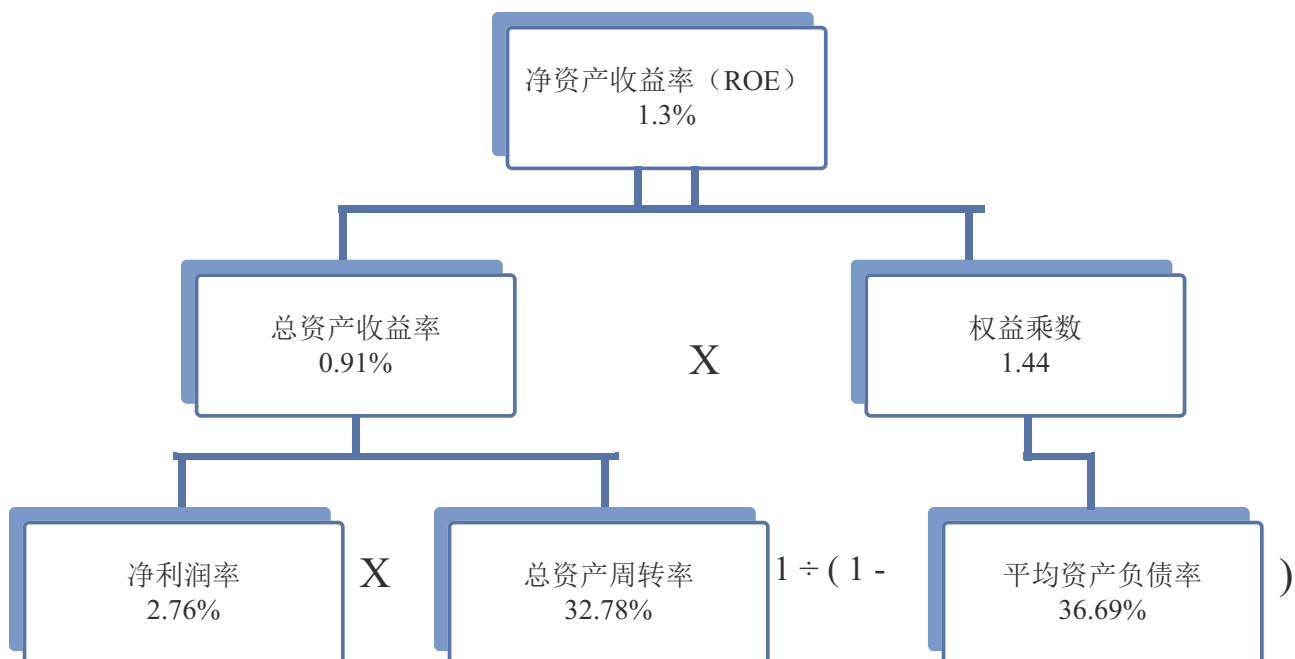 净资产收益率（ROE）
1.3%
总资产收益率
0.91%
X
权益乘数
1.44
净利润率
2.76%
X
总资产周转率
32.78%
1 ÷ ( 1 -
平均资产负债率
36.69%
)